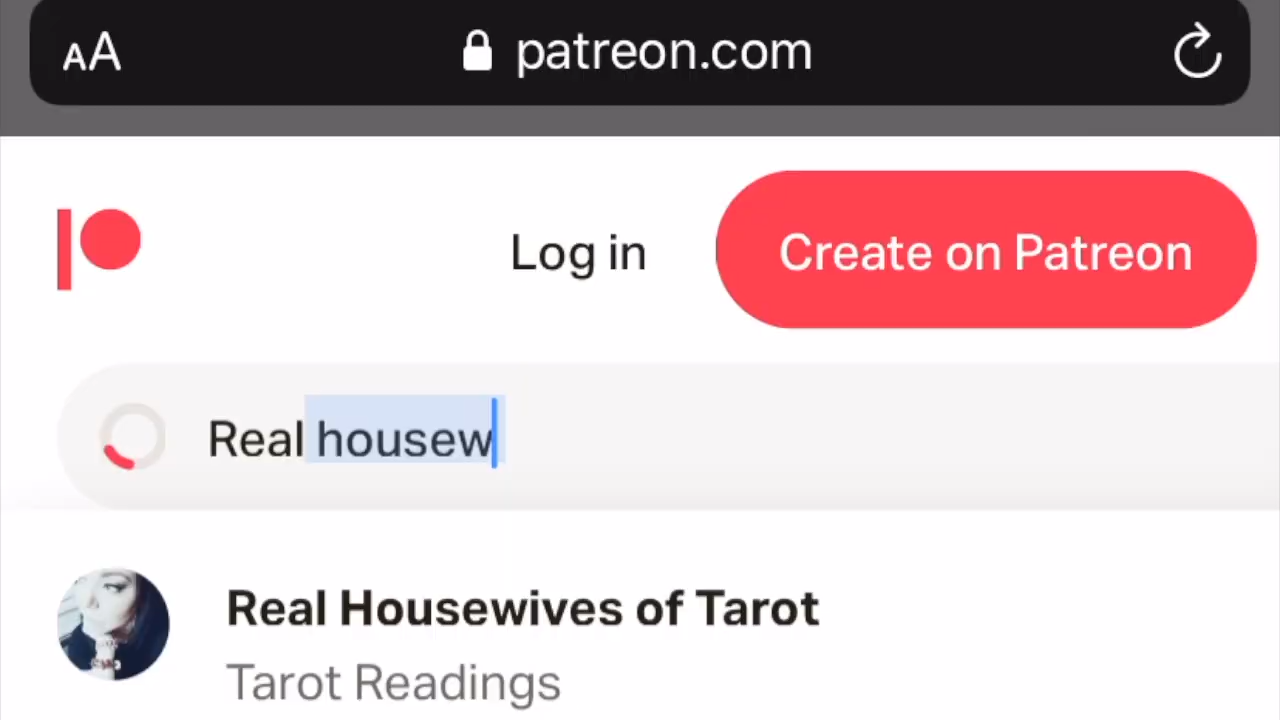 AA patreon.com
Log in Create on Patreon
Real housew
Real Housewives of Tarot
Tarot Readings